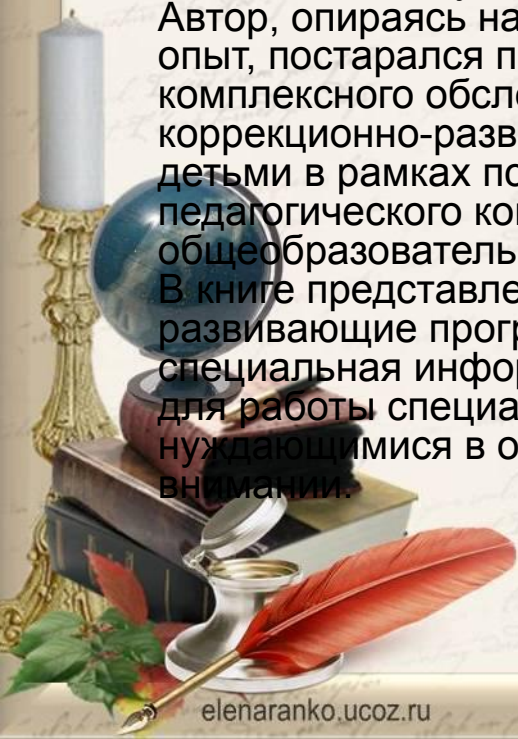 Автор, опираясь на
опыт, постарался п
комплексного обсл
коррекционно-разв
детьми в рамках по
педагогического ко
общеобразователь
В книге представле
развивающие прогр
специальная инфор
для работы специа
нуждающимися в о
внимании.
elenaranko.ucoz.ru